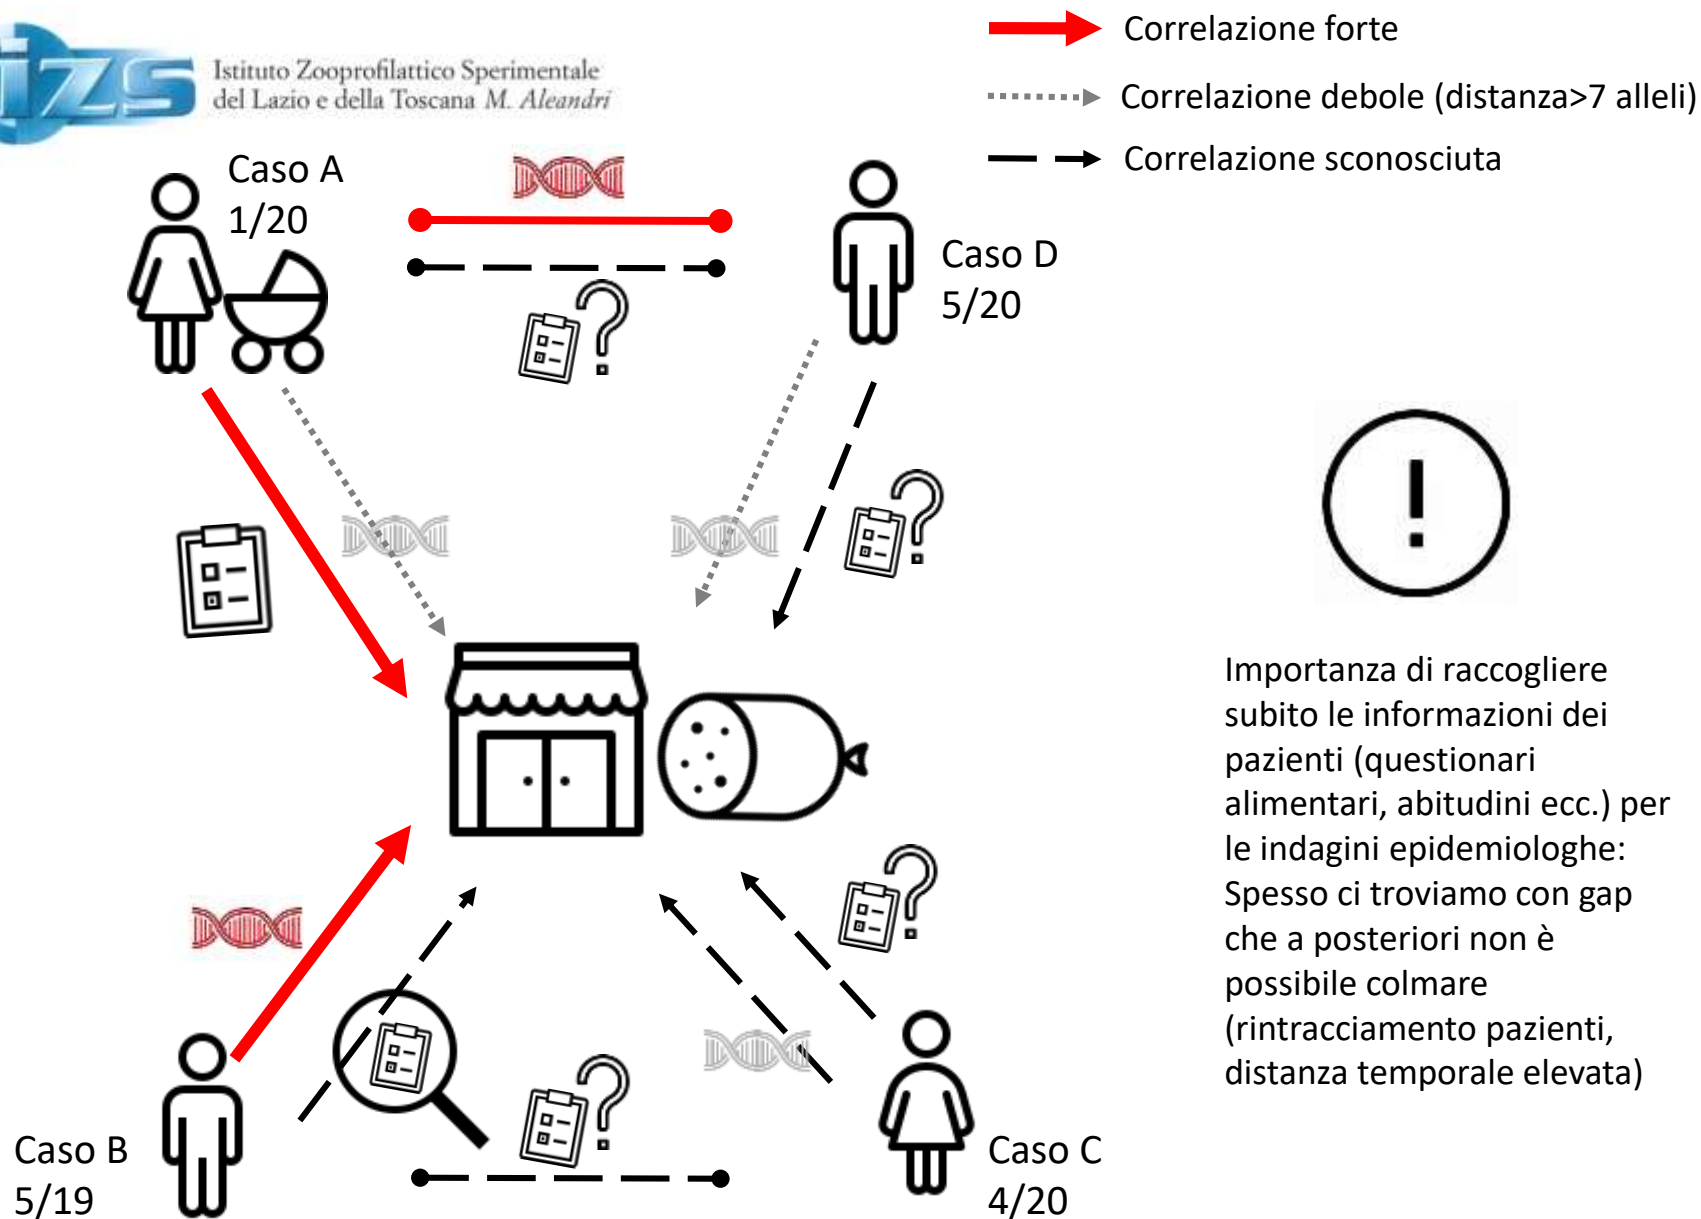 izs
Istituto Zooprofilattico Sperimentale
del Lazio e della Toscana M. Aleandri
Correlazione forte
Correlazione debole (distanza>7 alleli)
Correlazione sconosciuta
Caso A
1/20
Caso D
5/20
!
Importanza di raccogliere
subito le informazioni dei
pazienti (questionari
alimentari, abitudini ecc.) per
le indagini epidemiologhe:
Spesso ci troviamo con gap
che a posteriori non è
possibile colmare
(rintracciamento pazienti,
distanza temporale elevata)
Caso B
5/19
Caso C
4/20